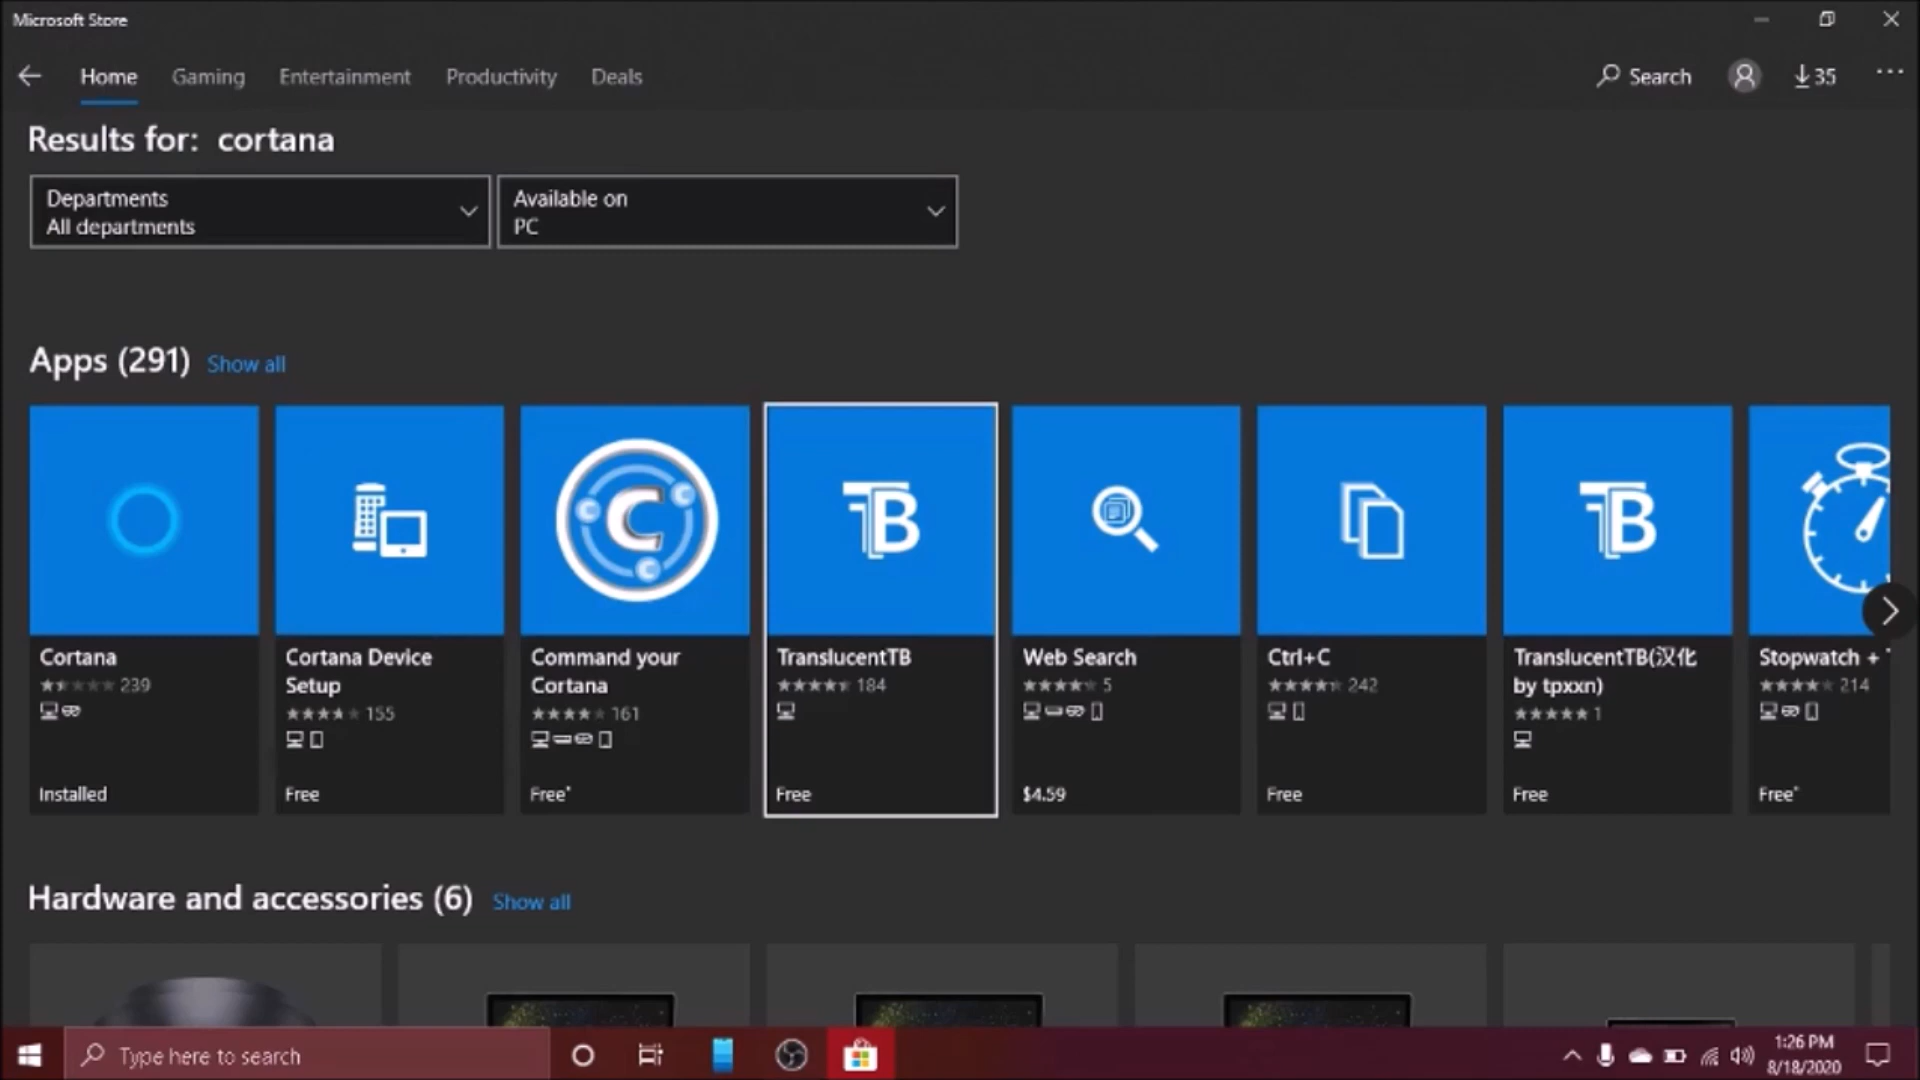 Microsoft Store
Home Gaming Entertainment Productivity Deals Search 35 ...
Results for: cortana
Departments
All departments
Available on
PC
Apps (291) Show all
Cortana
239
Installed
Cortana Device
Setup
155
Free
Command your
Cortana
161
Free*
TranslucentTB
184
Free
Web Search
5
$4.59
Ctrl+C
242
Free
TranslucentTB(汉化
by tpxxn)
1
Free
Stopwatch +
214
Free*
Hardware and accessories (6) Show all
Type here to search
1:26 PM
8/18/2020